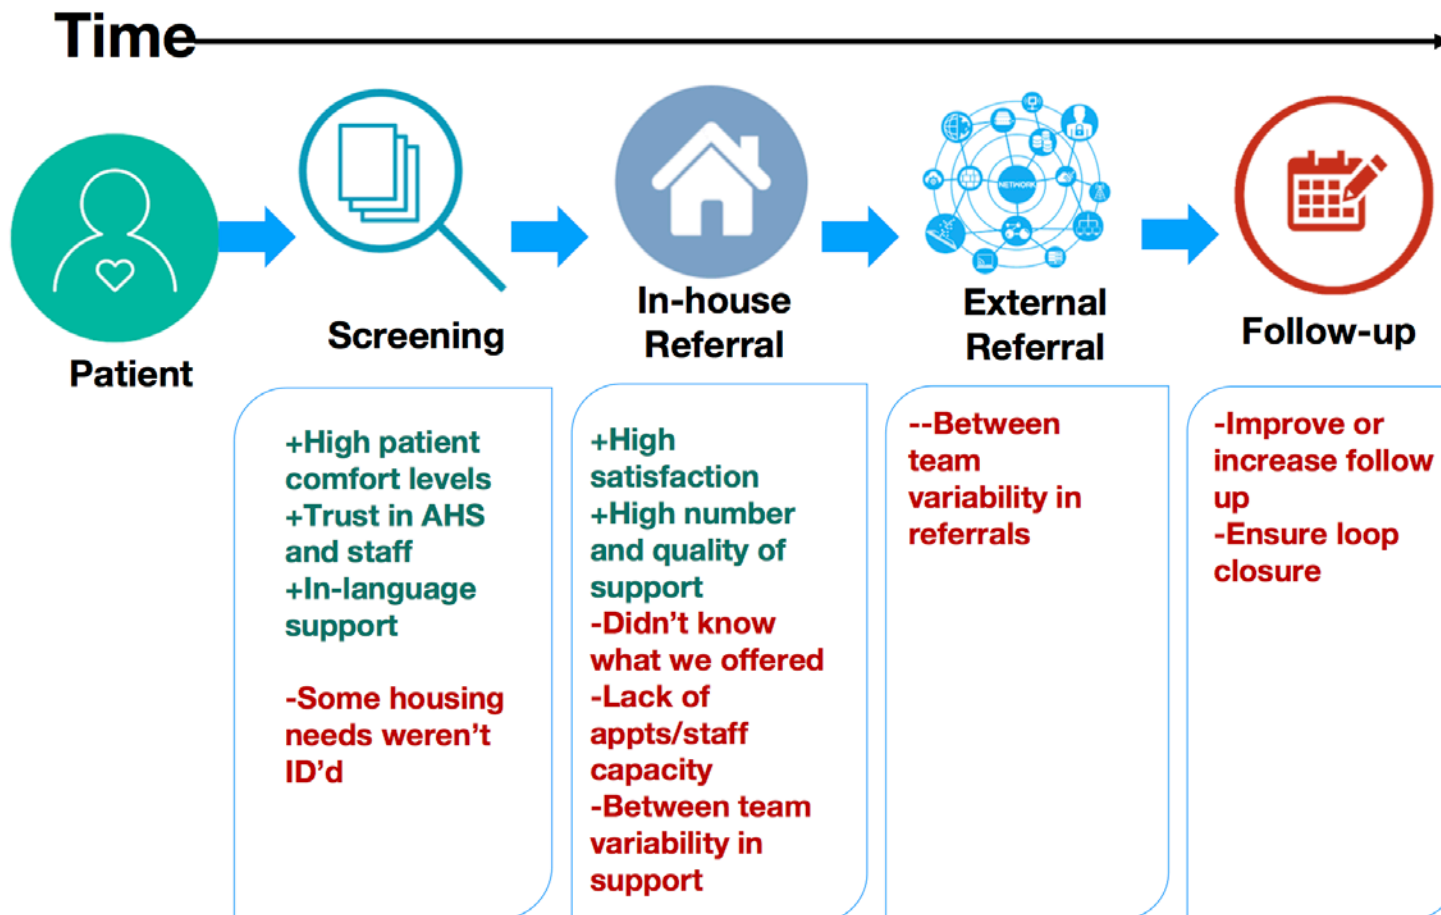 Time
NETWORK
Patient
Screening
In-house
Referral
External
Referral
Follow-up
+High patient
comfort levels
+Trust in AHS
and staff
+In-language
support
-Some housing
needs weren't
ID'd
+High
satisfaction
+High number
and quality of
support
-Didn't know
what we offered
-Lack of
appts/staff
capacity
-Between team
variability in
support
--Between
team
variability in
referrals
-Improve or
increase follow
up
-Ensure loop
closure